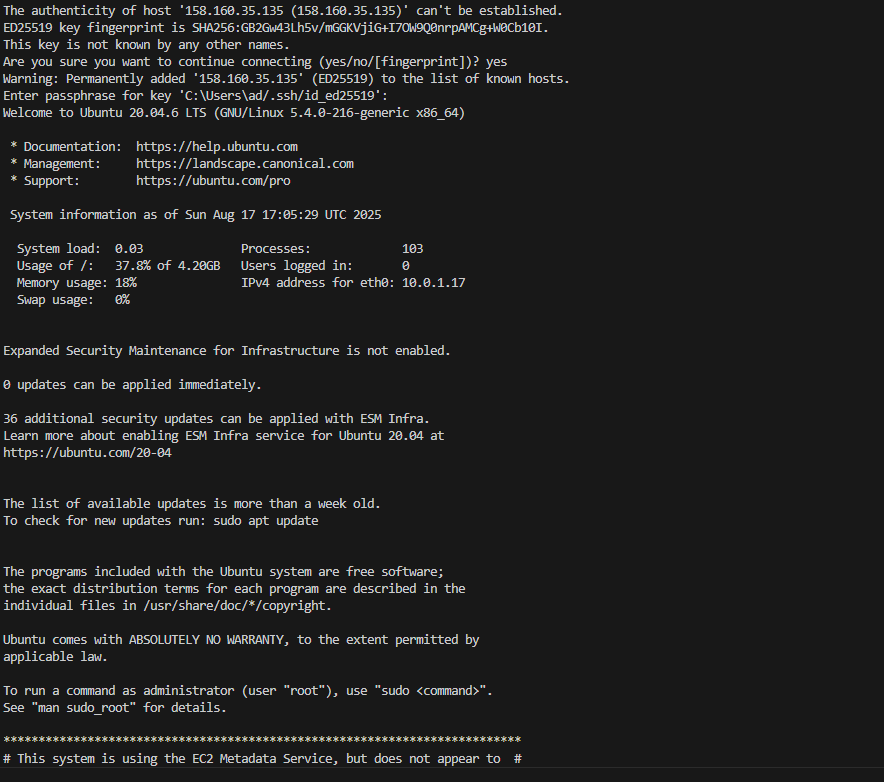 The authenticity of host '158.160.35.135 (158.160.35.135)' can't be established.
ED25519 key fingerprint is SHA256:GB2Gw43Lh5v/mGGKVjiG+I7OW9Q0nrpAMCg+W0Cb10I.
This key is not known by any other names.
Are you sure you want to continue connecting (yes/no/[fingerprint])? yes
Warning: Permanently added '158.160.35.135' (ED25519) to the list of known hosts.
Enter passphrase for key 'C:\Users\ad/.ssh/id_ed25519':
Welcome to Ubuntu 20.04.6 LTS (GNU/Linux 5.4.0-216-generic x86_64)

 * Documentation:  https://help.ubuntu.com
 * Management:     https://landscape.canonical.com
 * Support:        https://ubuntu.com/pro

 System information as of Sun Aug 17 17:05:29 UTC 2025

  System load:  0.03              Processes:             103
  Usage of /:   37.8% of 4.20GB   Users logged in:       0
  Memory usage: 18%               IPv4 address for eth0: 10.0.1.17
  Swap usage:   0%

Expanded Security Maintenance for Infrastructure is not enabled.

0 updates can be applied immediately.

36 additional security updates can be applied with ESM Infra.
Learn more about enabling ESM Infra service for Ubuntu 20.04 at
https://ubuntu.com/20-04

The list of available updates is more than a week old.
To check for new updates run: sudo apt update

The programs included with the Ubuntu system are free software;
the exact distribution terms for each program are described in the
individual files in /usr/share/doc/*/copyright.

Ubuntu comes with ABSOLUTELY NO WARRANTY, to the extent permitted by
applicable law.

To run a command as administrator (user "root"), use "sudo <command>".
See "man sudo_root" for details.

**************************************************************************
# This system is using the EC2 Metadata Service, but does not appear to  #